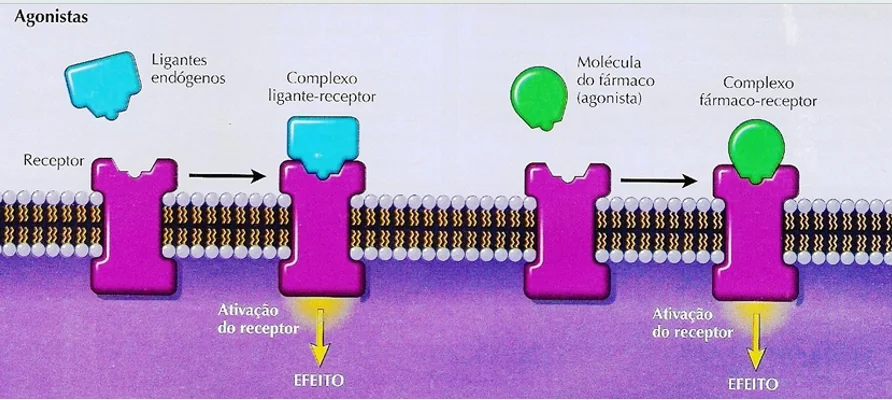 Agonistas
Ligantes
endógenos
Complexo
ligante-receptor
Receptor
Ativação
do receptor
EFEITO
Molécula
do fármaco
(agonista)
Complexo
fármaco-receptor
Ativação
do receptor
EFEITO